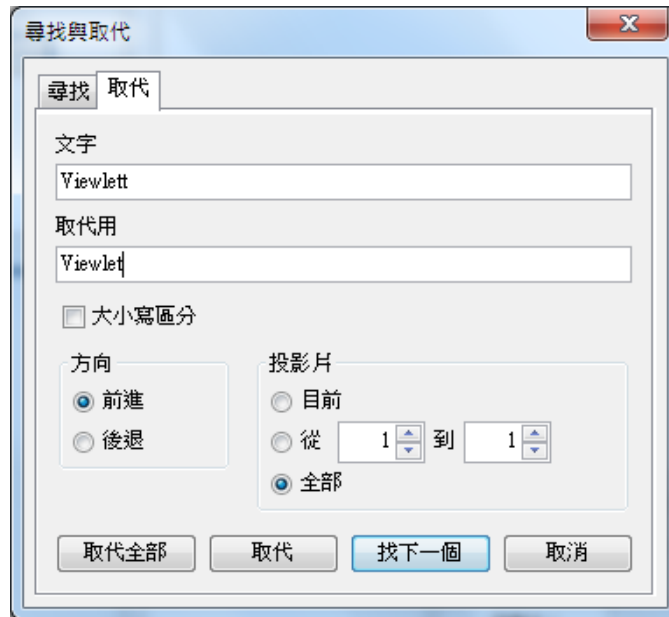 尋找與取代
尋找 取代
文字
Viewlett
取代用
Viewlet
大小寫區分
方向
前進
後退
投影片
目前
從 1 到 1
全部
取代全部 取代 找下一個 取消